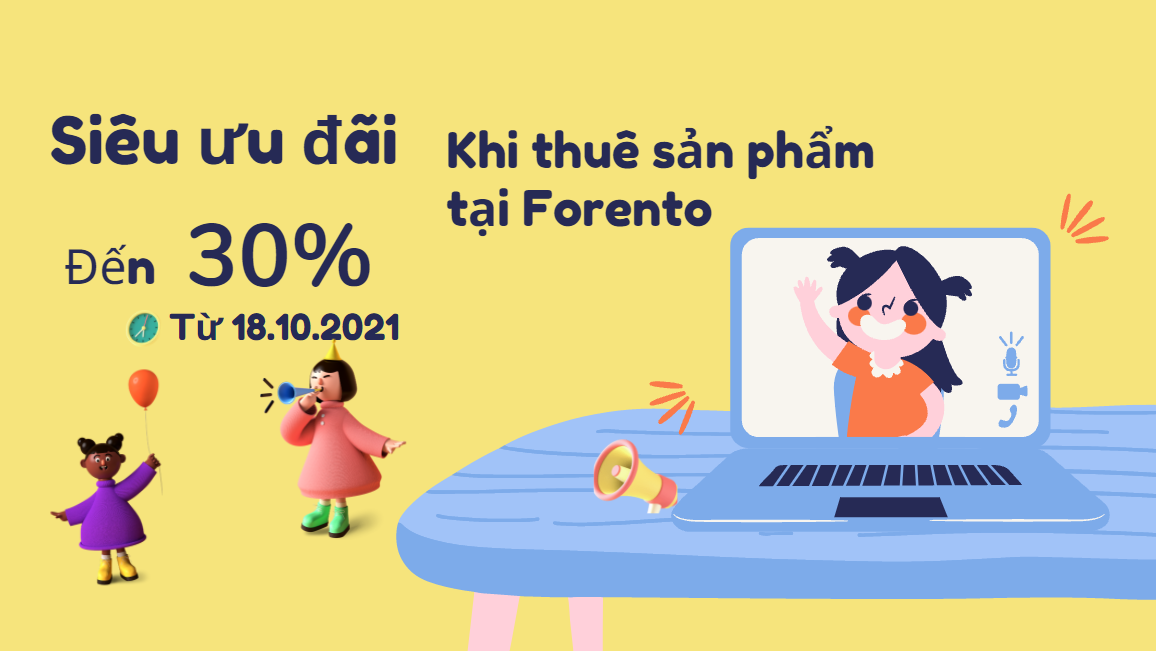 Siêu ưu đãi
Đến 30%
Từ 18.10.2021
Khi thuê sản phẩm
tại Forento